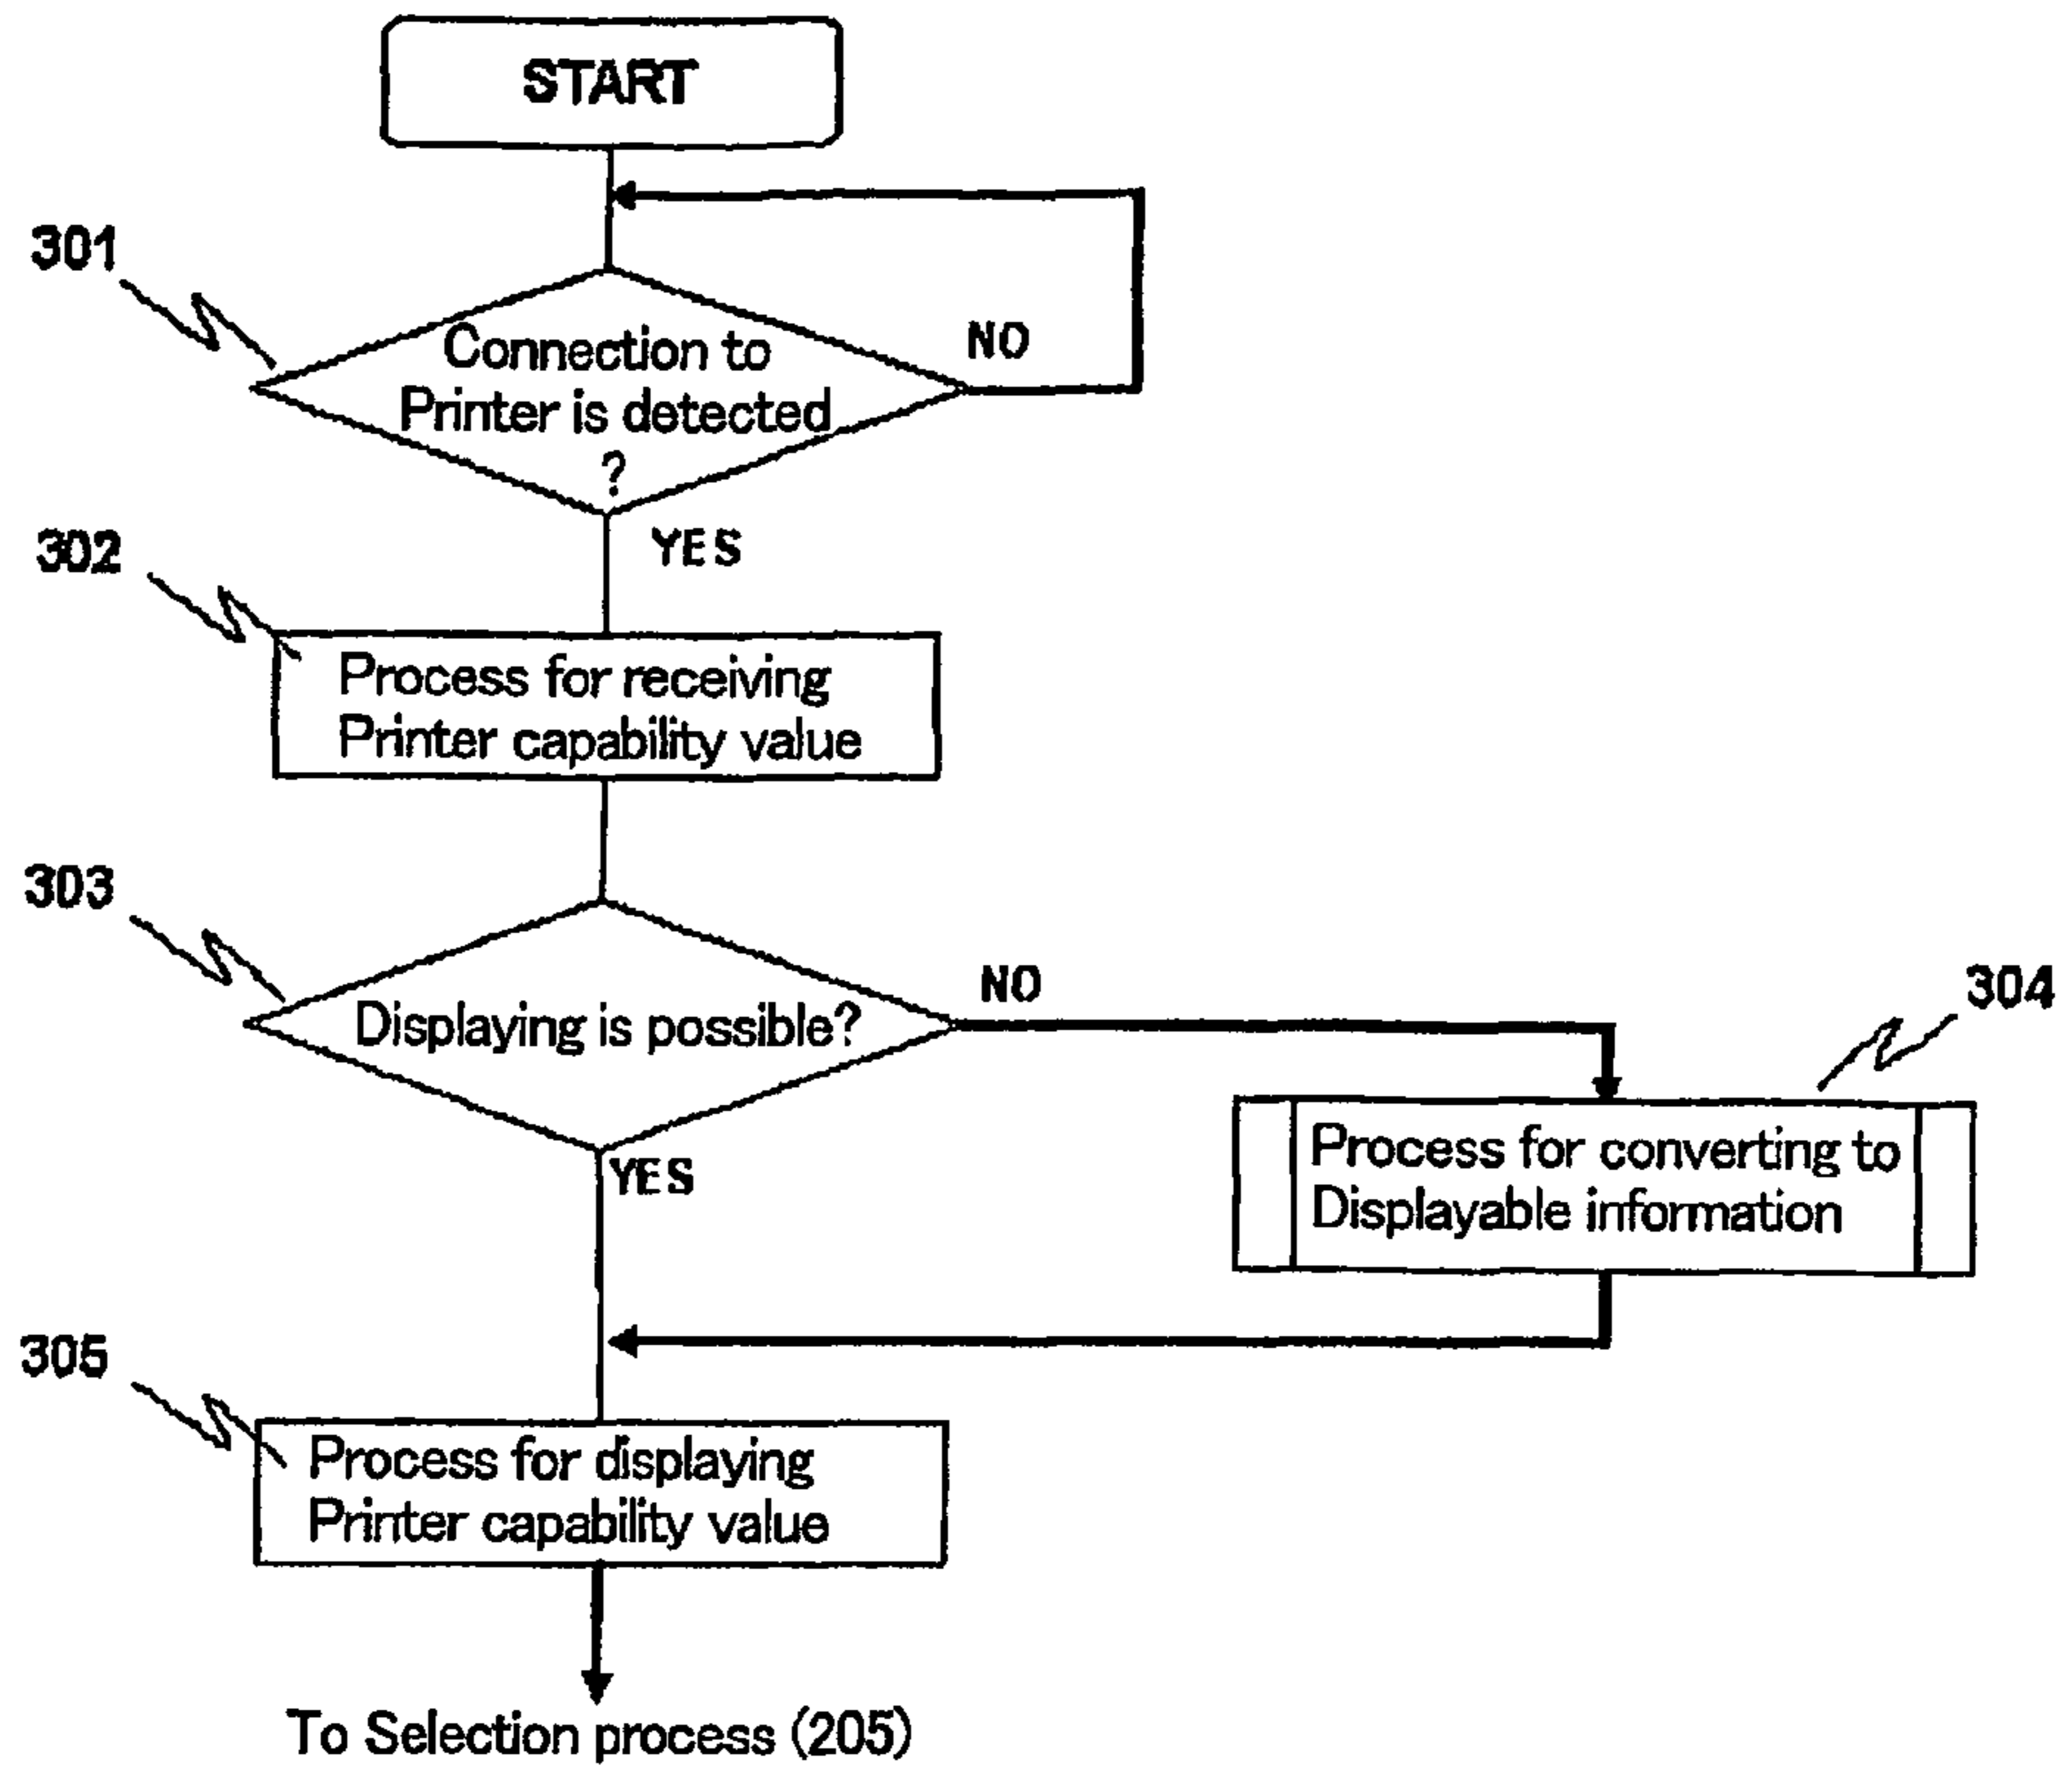 START
301
Connection to
Printer is detected
?
NO
YES
302
Process for receiving
Printer capability value
303
Displaying is possible?
NO
YES
304
Process for converting to
Displayable information
305
Process for displaying
Printer capability value
To Selection process (205)